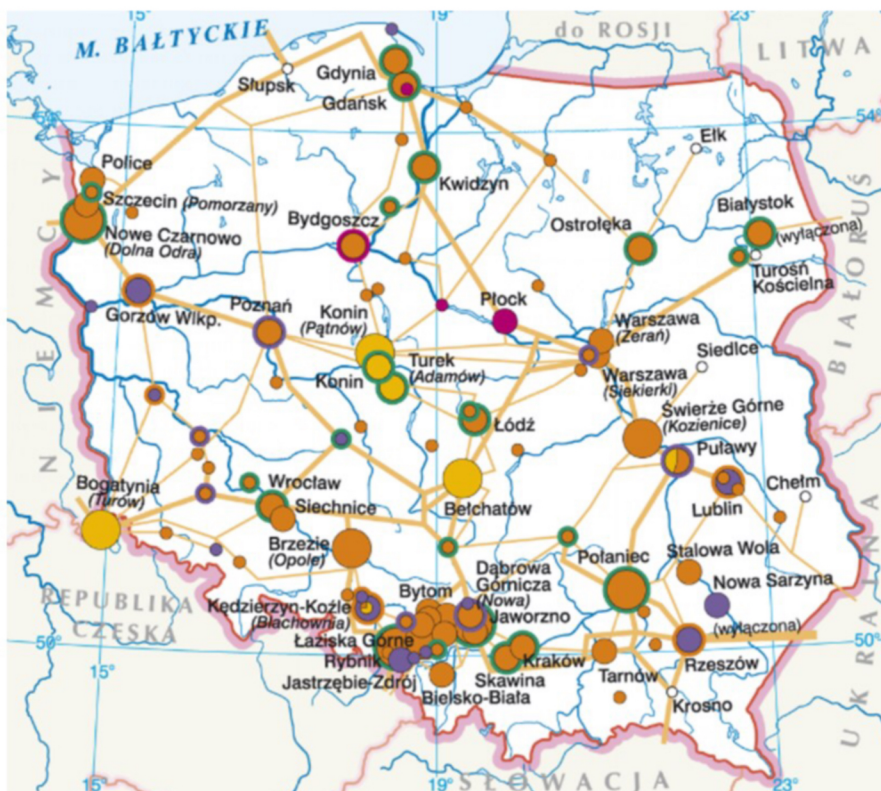 15°
19°
23°
M. BAŁTYCKIE
do ROSJI
LITWA
Gdynia
Słupsk
Gdańsk
54°
Ełk
Police
Kwidzyn
Szczecin (Pomorzany)
Białystok
Bydgoszcz
Ostrołęka
(wyłączona)
Nowe Czarnowo
(Dolna Odra)
Turośń
Kościelna
Płock
Gorzów Wlkp.
Poznań
Konin
(Pątnów)
Warszawa
(Żerań)
Siedlce
Turek
(Adamów)
Konin
Warszawa
(Siekierki)
Świerże Górne
(Kozienice)
Łódź
Puławy
NIEMCY
BIAŁORUŚ
Bogatynia
(Turów)
Wrocław
Chełm
Siechnice
Bełchatów
Lublin
Brzezie
(Opole)
Połaniec
Stalowa Wola
Dąbrowa
Górnicza
(Nowa)
Nowa Sarzyna
REPUBLIKA
CZESKA
Kędzierzyn-Koźle
(Blachownia)
Bytom
Jaworzno
(wyłączona)
Łaziska Górne
50°
Rybnik
Kraków
Rzeszów
Jastrzębie-Zdrój
Skawina
Tarnów
Bielsko-Biała
Krosno
UKRAINA
15°
15°
19°
SŁOWACJA
23°